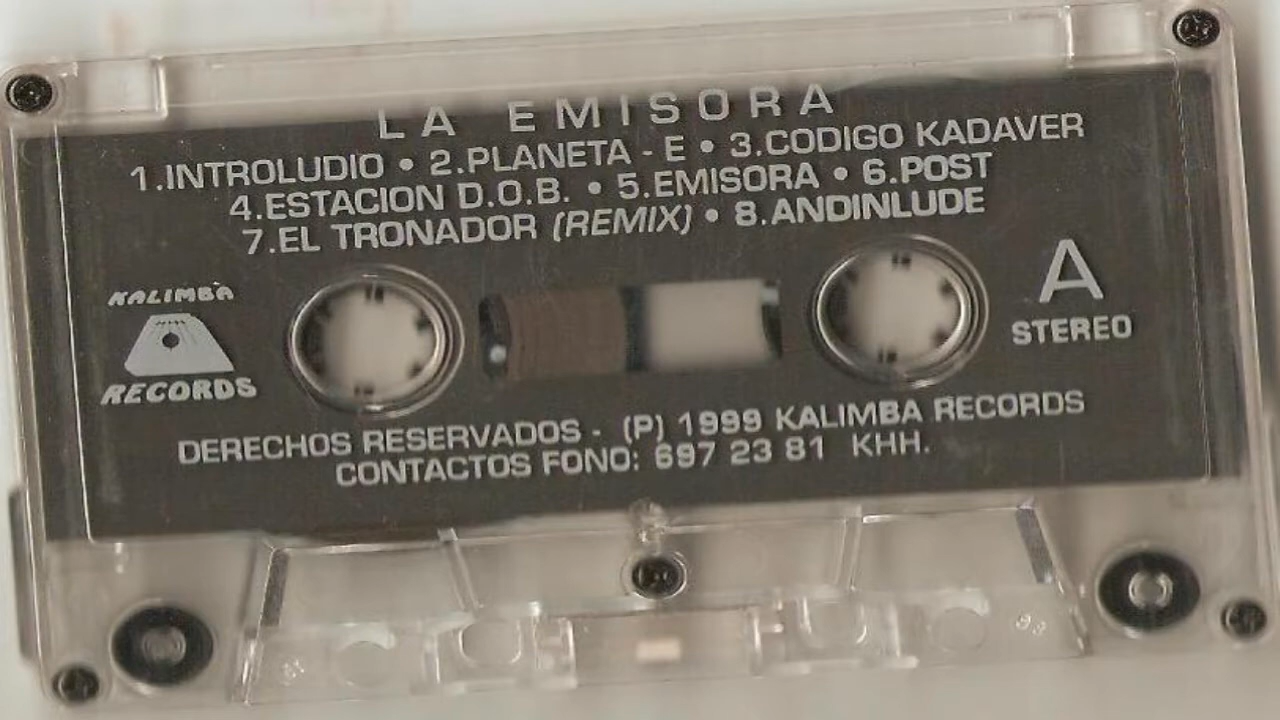 LA EMISORA
1.INTROLUDIO • 2.PLANETA - E • 3.CODIGO KADAVER
4.ESTACION D.O.B. • 5.EMISORA • 6.POST
7.EL TRONADOR (REMIX) • 8.ANDINLUDE
KALIMBA
RECORDS
A
STEREO
DERECHOS RESERVADOS - (P) 1999 KALIMBA RECORDS
CONTACTOS FONO: 697 23 81 KHH.